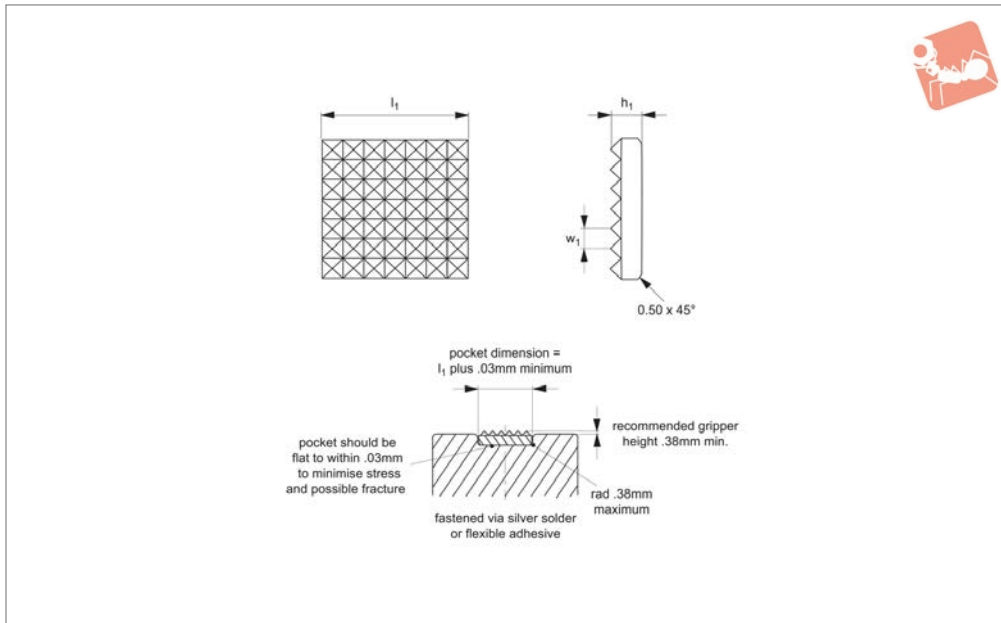 l₁
h₁
w₁
0.50 x 45°
pocket dimension =
l₁ plus .03mm minimum
recommended gripper
height .38mm min.
pocket should be
flat to within .03mm
to minimise stress
and possible fracture
rad .38mm
maximum
fastened via silver solder
or flexible adhesive